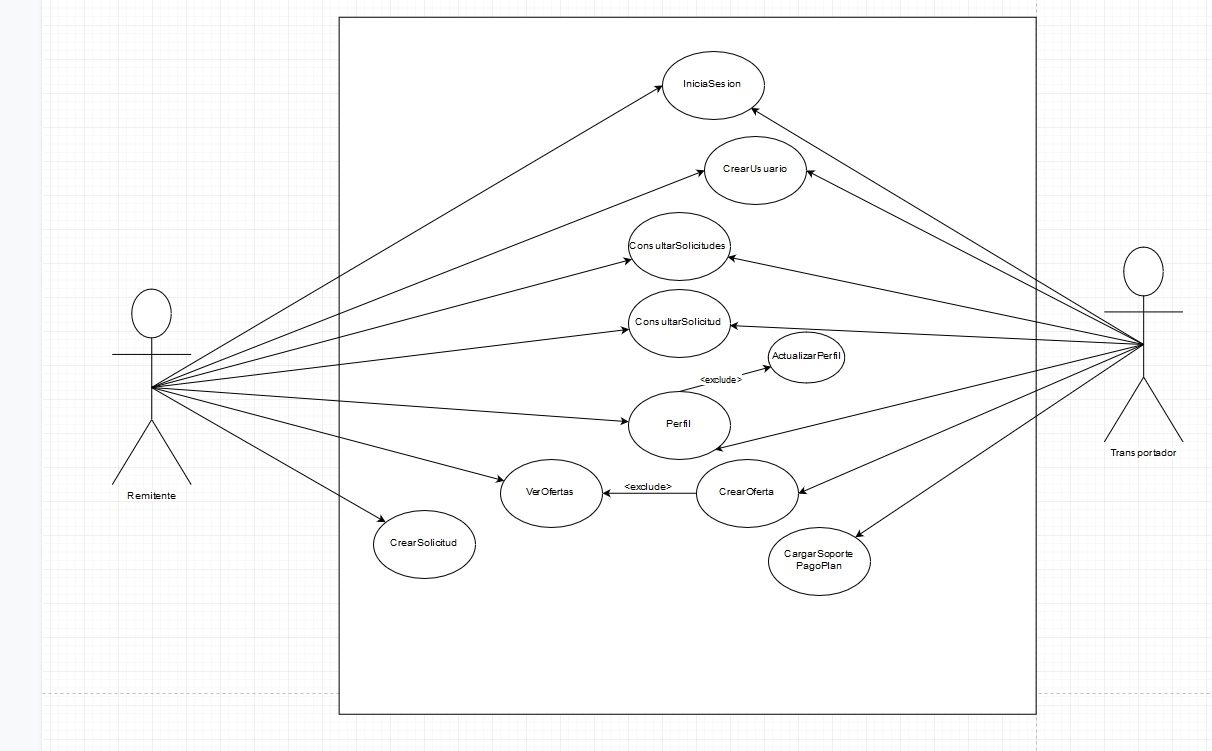 IniciaSesion
CrearUsuario
ConsultarSolicitudes
ConsultarSolicitud
ActualizarPerfil
<exclude>
Perfil
Transportador
<exclude>
VerOfertas
CrearOferta
Remitente
CrearSolicitud
CargarSoporte
PagoPlan